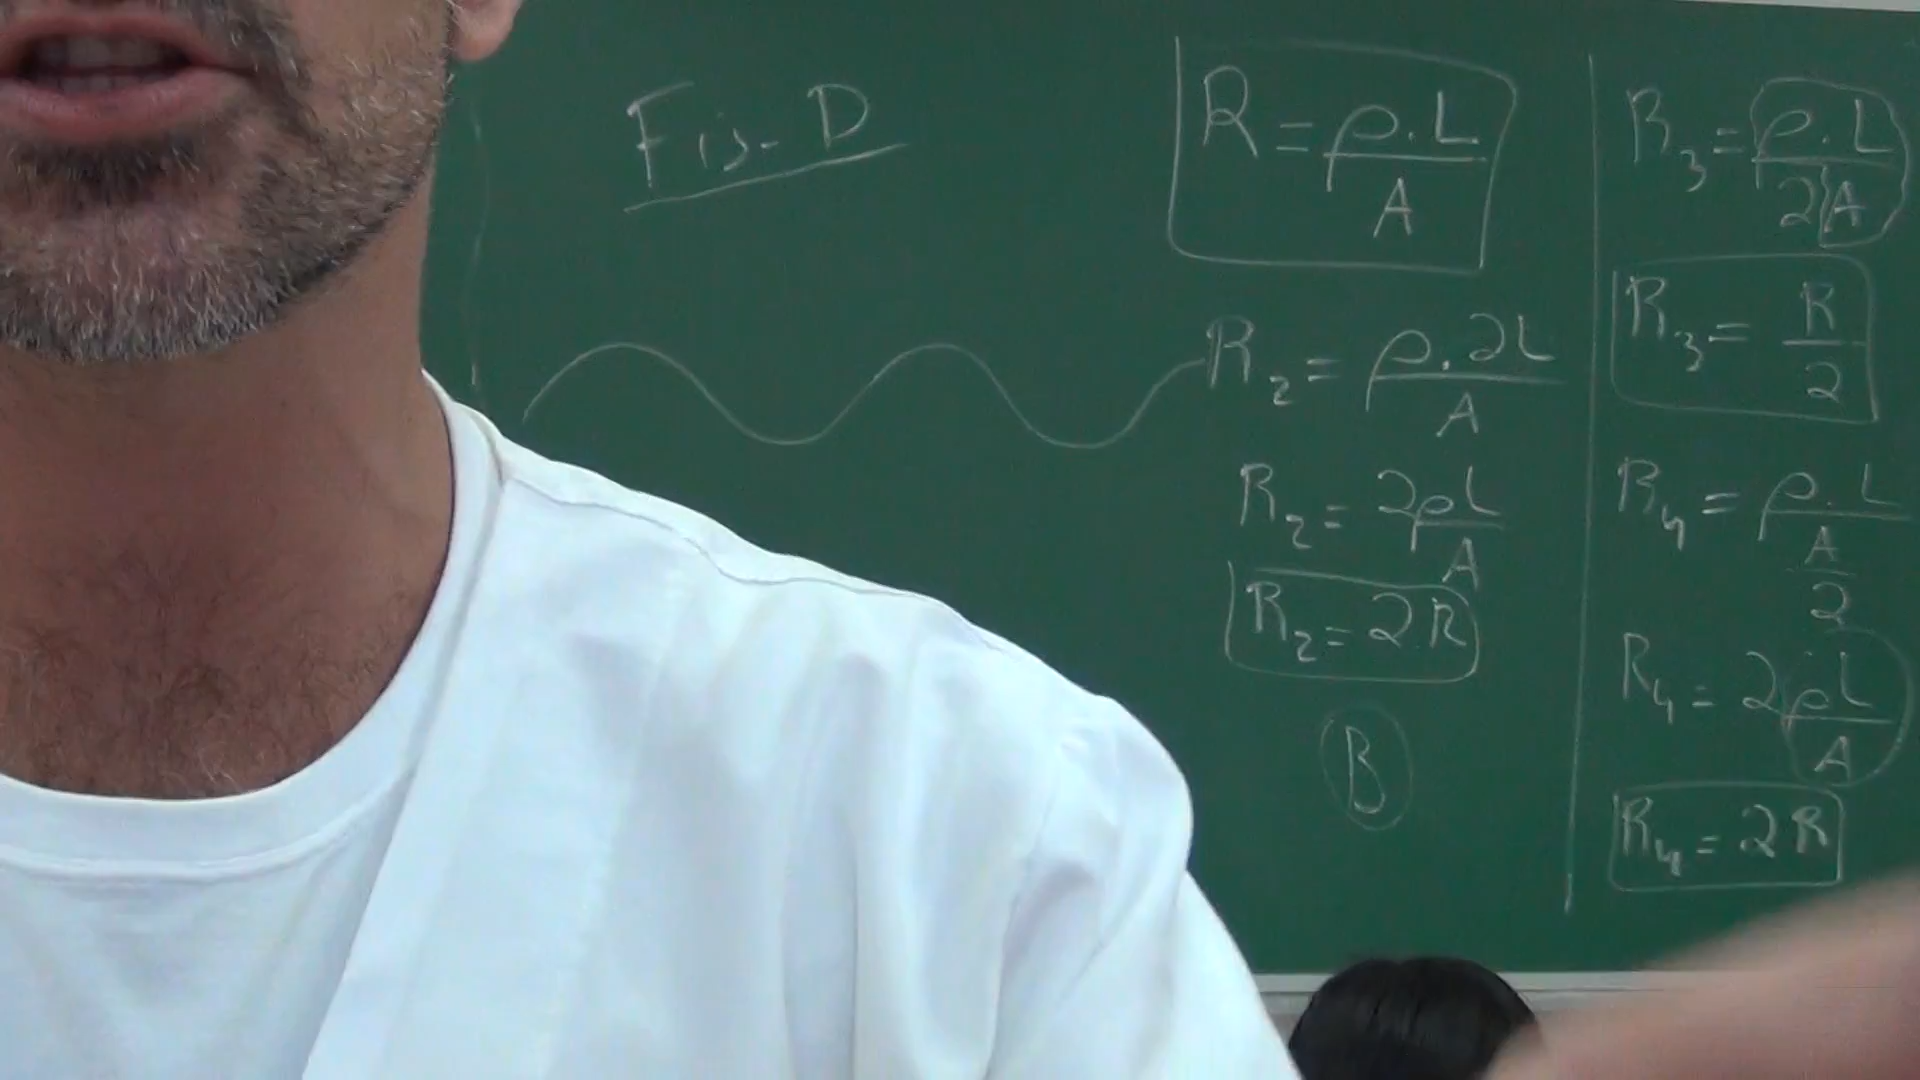 Fis. D
R = ρ.L / A
R2 = ρ.2L / A
R2 = 2ρL / A
R2 = 2R
B
R3 = ρ.L / 2A
R3 = R / 2
R4 = ρ.L / A / 2
R4 = 2ρL / A
R4 = 2R